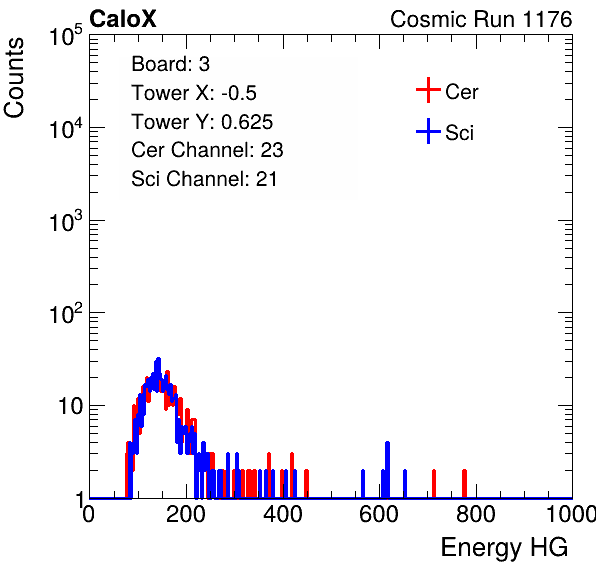 CaloX Cosmic Run 1176
Counts
10^5
10^4
10^3
10^2
10
1
Board: 3
Tower X: -0.5
Tower Y: 0.625
Cer Channel: 23
Sci Channel: 21
Cer
Sci
0 200 400 600 800 1000
Energy HG